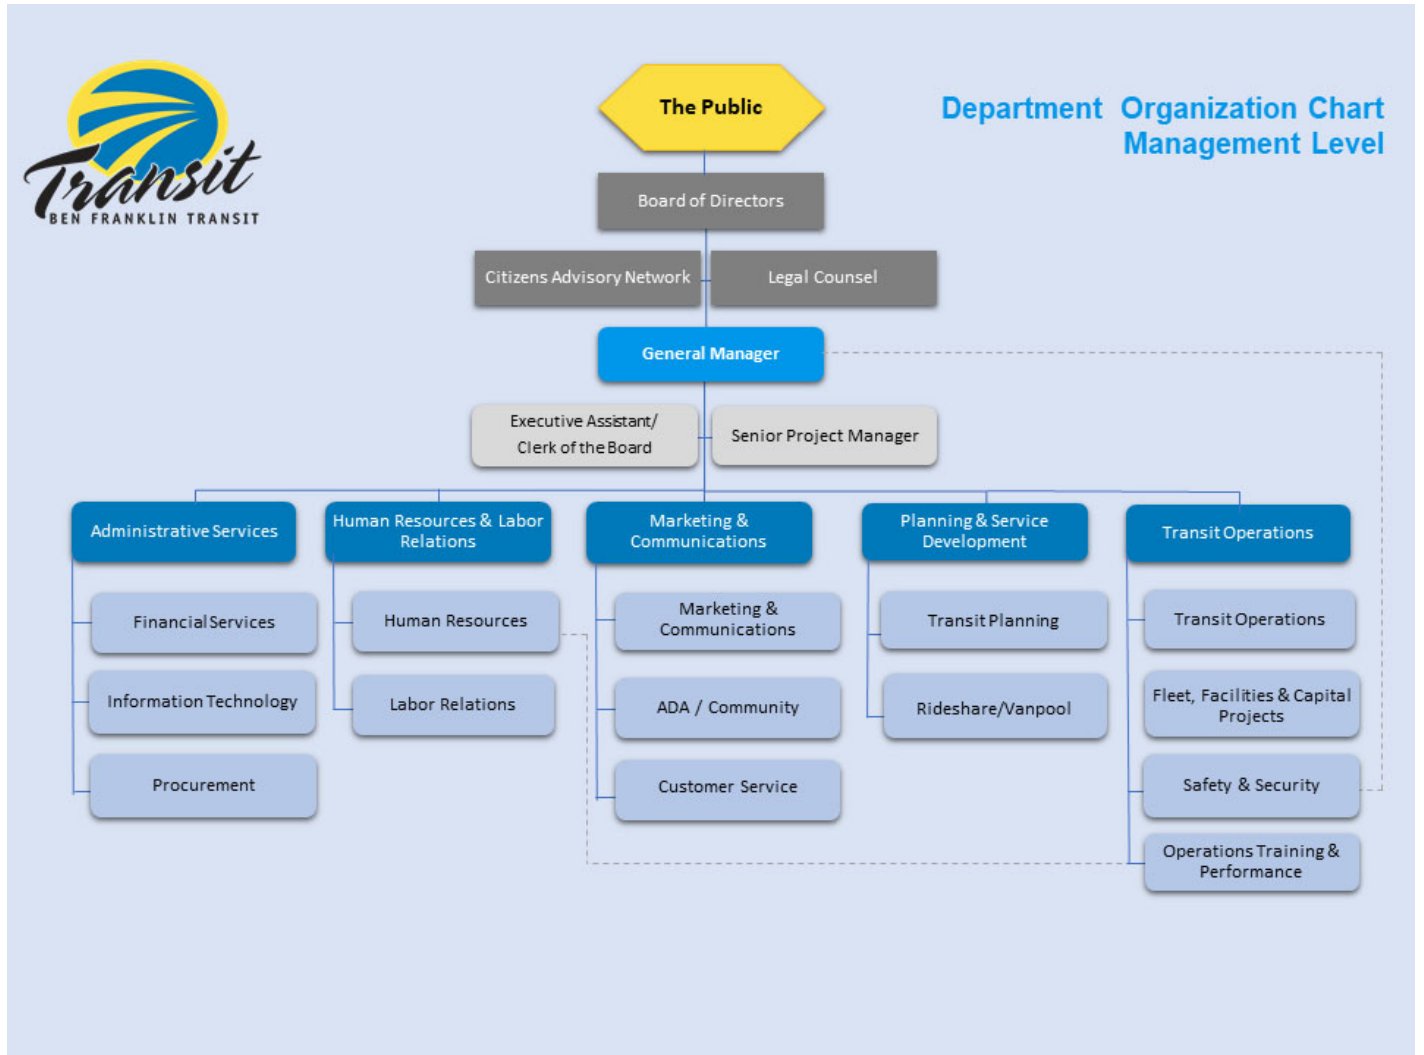 Transit
BEN FRANKLIN TRANSIT
The Public
Department Organization Chart
Management Level
Board of Directors
Citizens Advisory Network
Legal Counsel
General Manager
Executive Assistant/
Clerk of the Board
Senior Project Manager
Administrative Services
Human Resources & Labor
Relations
Marketing &
Communications
Planning & Service
Development
Transit Operations
Financial Services
Information Technology
Procurement
Human Resources
Labor Relations
Marketing &
Communications
ADA / Community
Customer Service
Transit Planning
Rideshare/Vanpool
Transit Operations
Fleet, Facilities & Capital
Projects
Safety & Security
Operations Training &
Performance